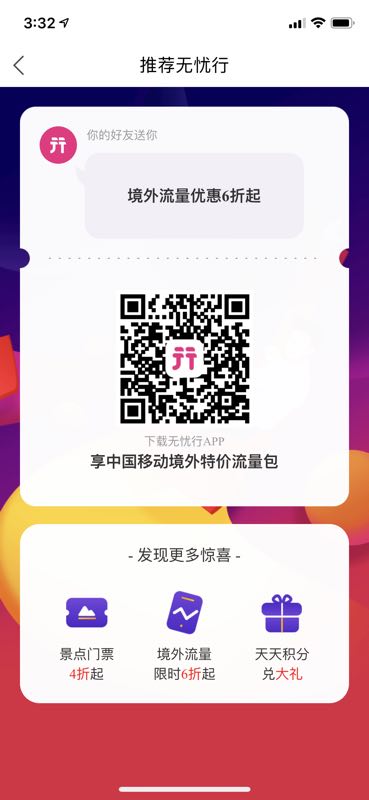 3:32
推荐无忧行
你的好友送你
境外流量优惠6折起
下载无忧行APP
享中国移动境外特价流量包
- 发现更多惊喜 -
景点门票
4折起
境外流量
限时6折起
天天积分
兑大礼